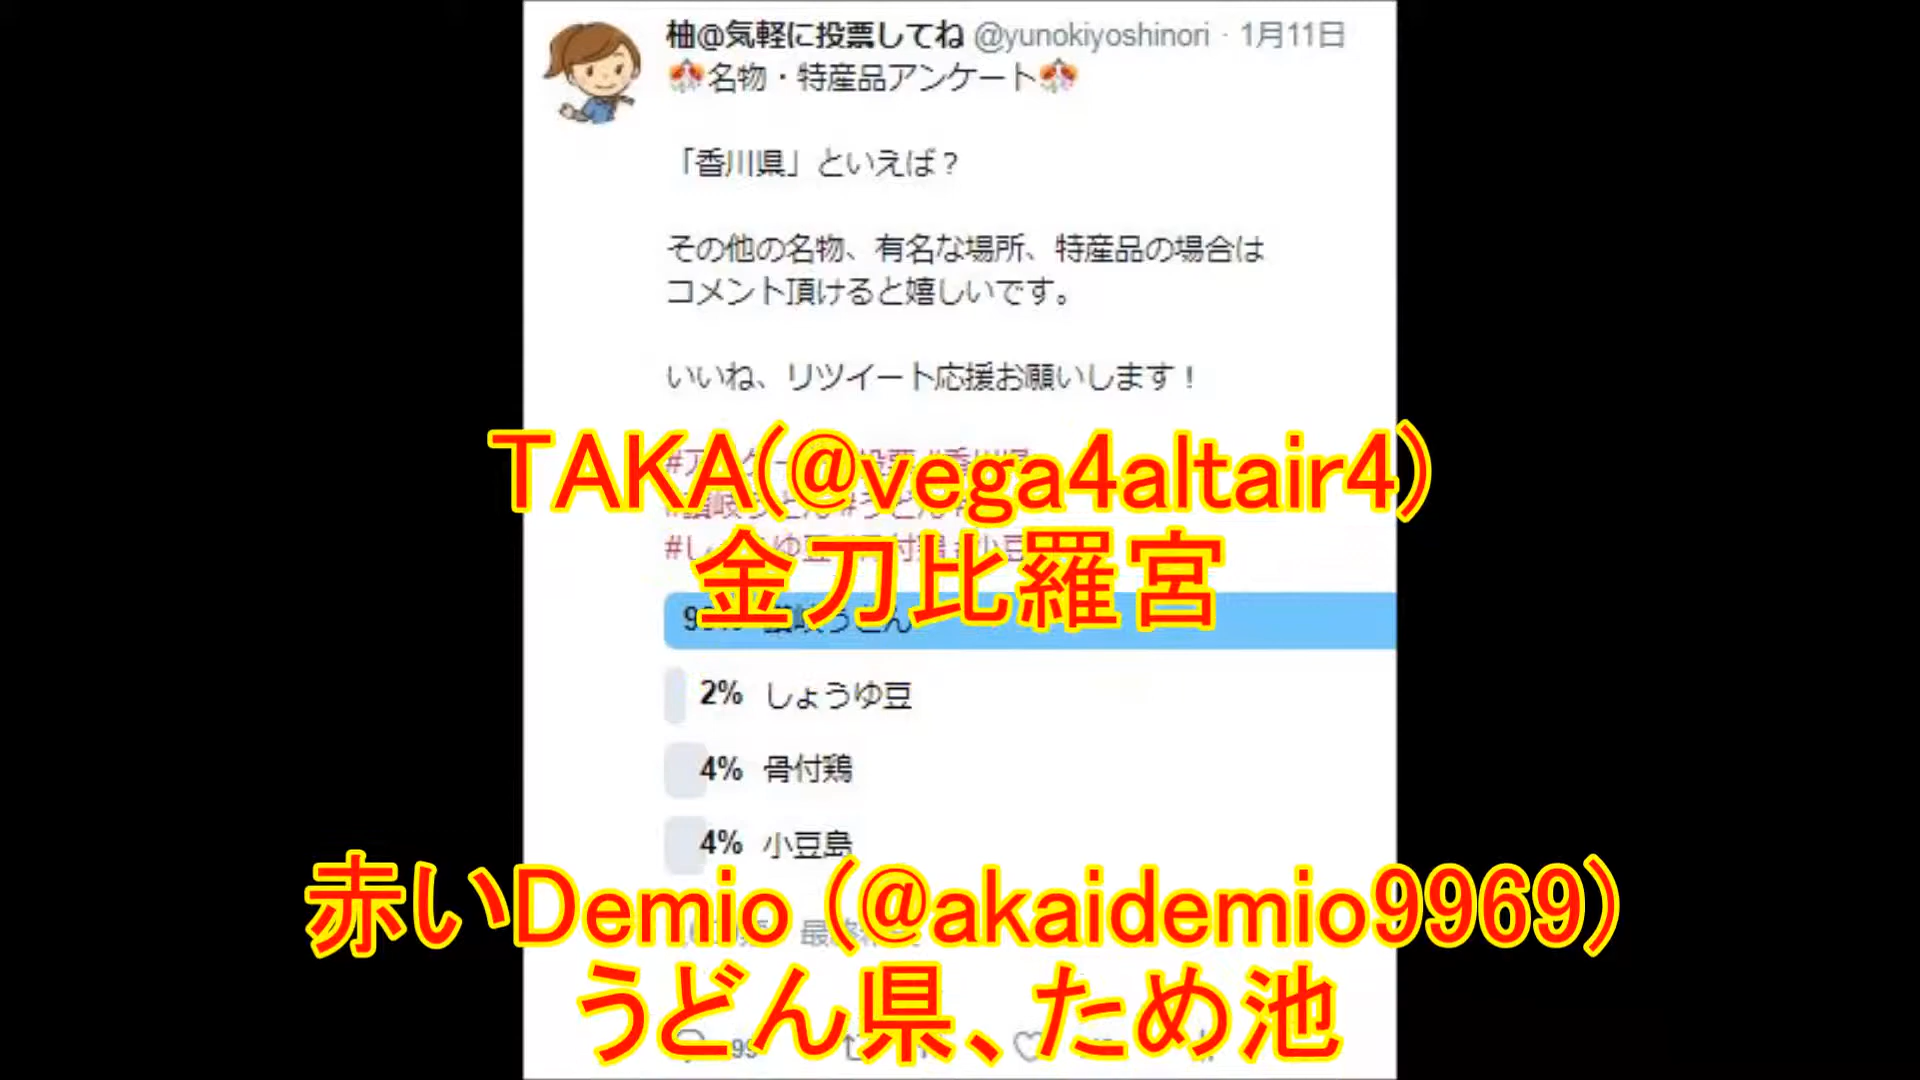 柚@気軽に投票してね @yunokiyoshinori · 1月11日
名物・特産品アンケート
「香川県」といえば？
その他の名物、有名な場所、特産品の場合は
コメント頂けると嬉しいです。
いいね、リツイート応援お願いします！
TAKA(@vega4altair4)
金刀比羅宮
讃岐うどん
2% しょうゆ豆
4% 骨付鶏
4% 小豆島
赤いDemio (@akaidemio9969)
うどん県、ため池